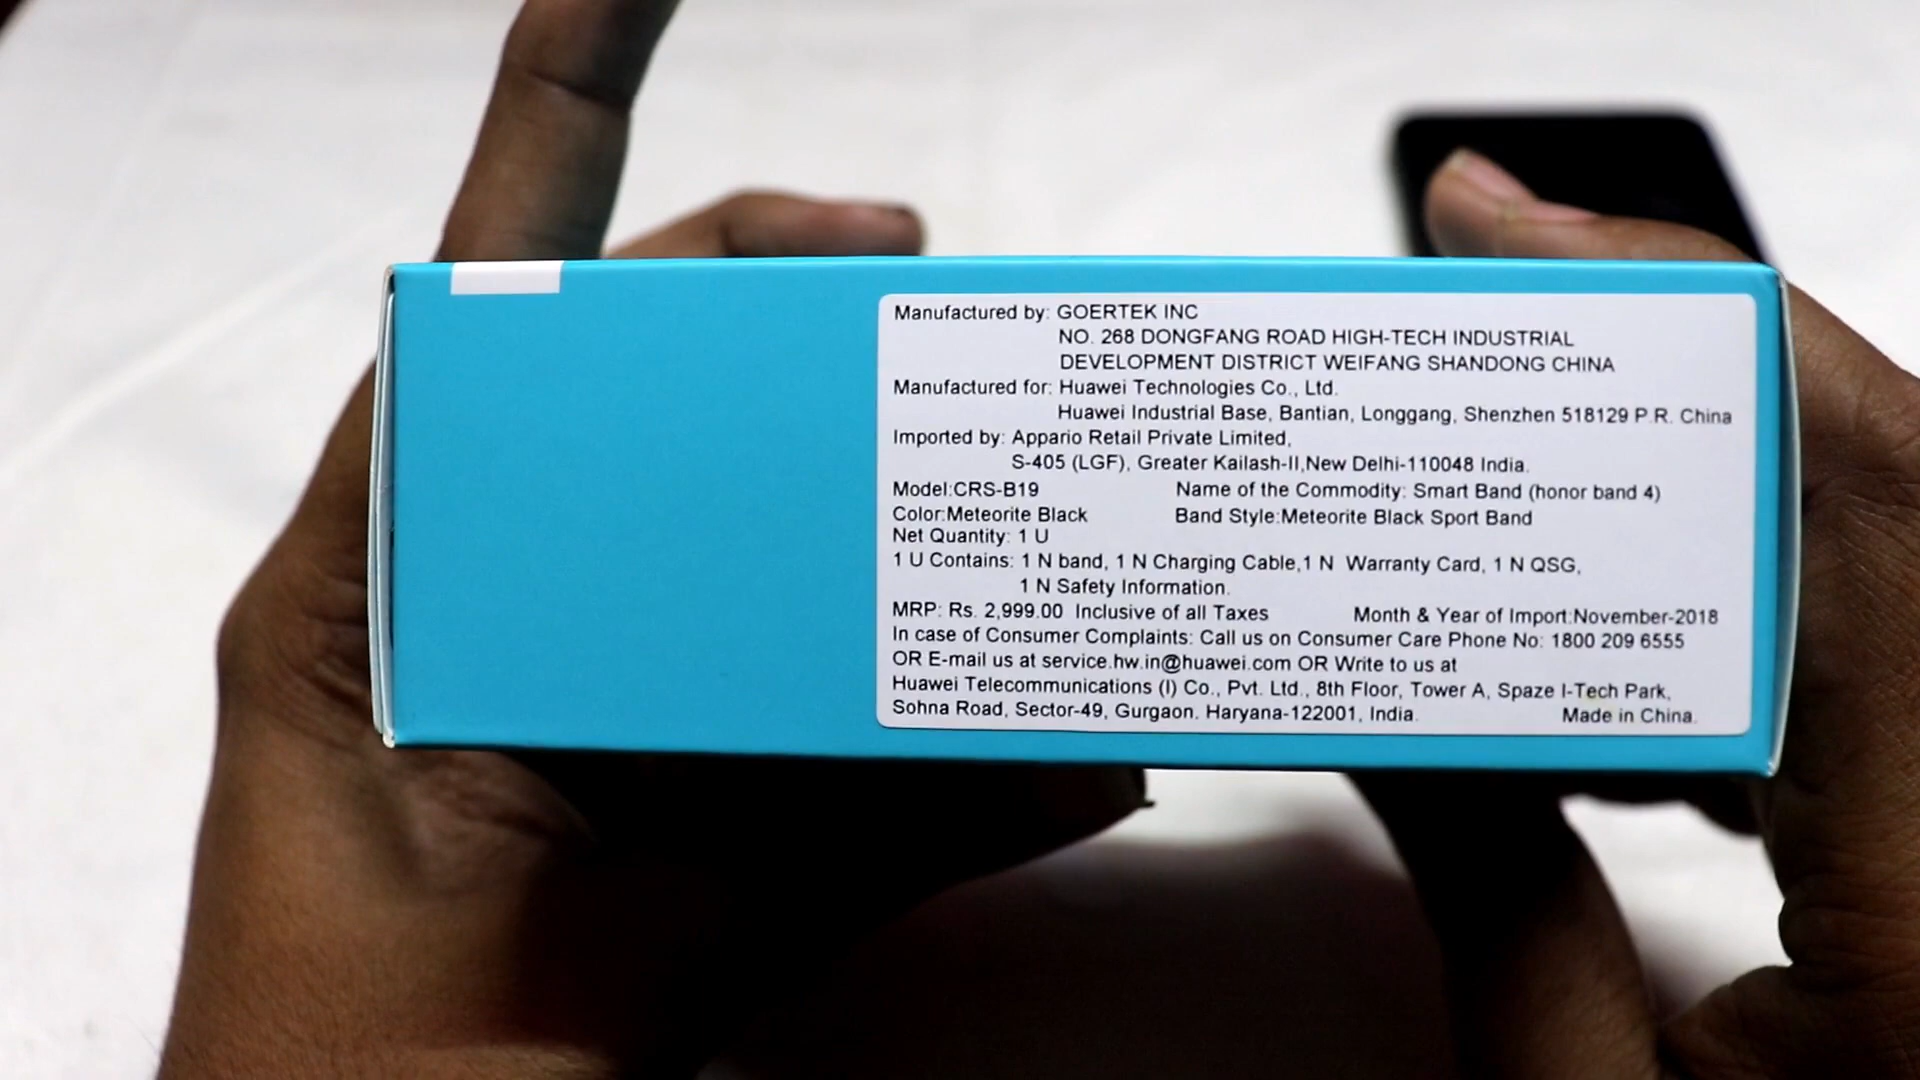 Manufactured by: GOERTEK INC
NO. 268 DONGFANG ROAD HIGH-TECH INDUSTRIAL
DEVELOPMENT DISTRICT WEIFANG SHANDONG CHINA
Manufactured for: Huawei Technologies Co., Ltd.
Huawei Industrial Base, Bantian, Longgang, Shenzhen 518129 P.R. China
Imported by: Appario Retail Private Limited,
S-405 (LGF), Greater Kailash-II,New Delhi-110048 India.
Model:CRS-B19 Name of the Commodity: Smart Band (honor band 4)
Color:Meteorite Black Band Style:Meteorite Black Sport Band
Net Quantity: 1 U
1 U Contains: 1 N band, 1 N Charging Cable,1 N Warranty Card, 1 N QSG,
1 N Safety Information.
MRP: Rs. 2,999.00 Inclusive of all Taxes Month & Year of Import:November-2018
In case of Consumer Complaints: Call us on Consumer Care Phone No: 1800 209 6555
OR E-mail us at service.hw.in@huawei.com OR Write to us at
Huawei Telecommunications (I) Co., Pvt. Ltd., 8th Floor, Tower A, Spaze I-Tech Park,
Sohna Road, Sector-49, Gurgaon. Haryana-122001, India. Made in China.